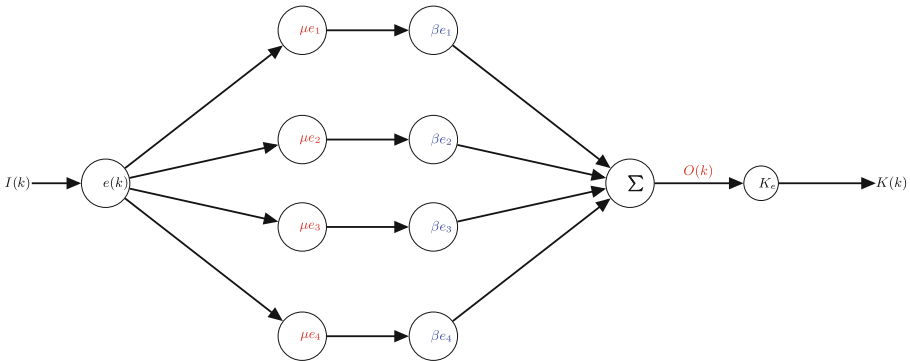 μe₁ βe₁
μe₂ βe₂
I(k) e(k) Σ O(k) Kₑ K(k)
μe₃ βe₃
μe₄ βe₄